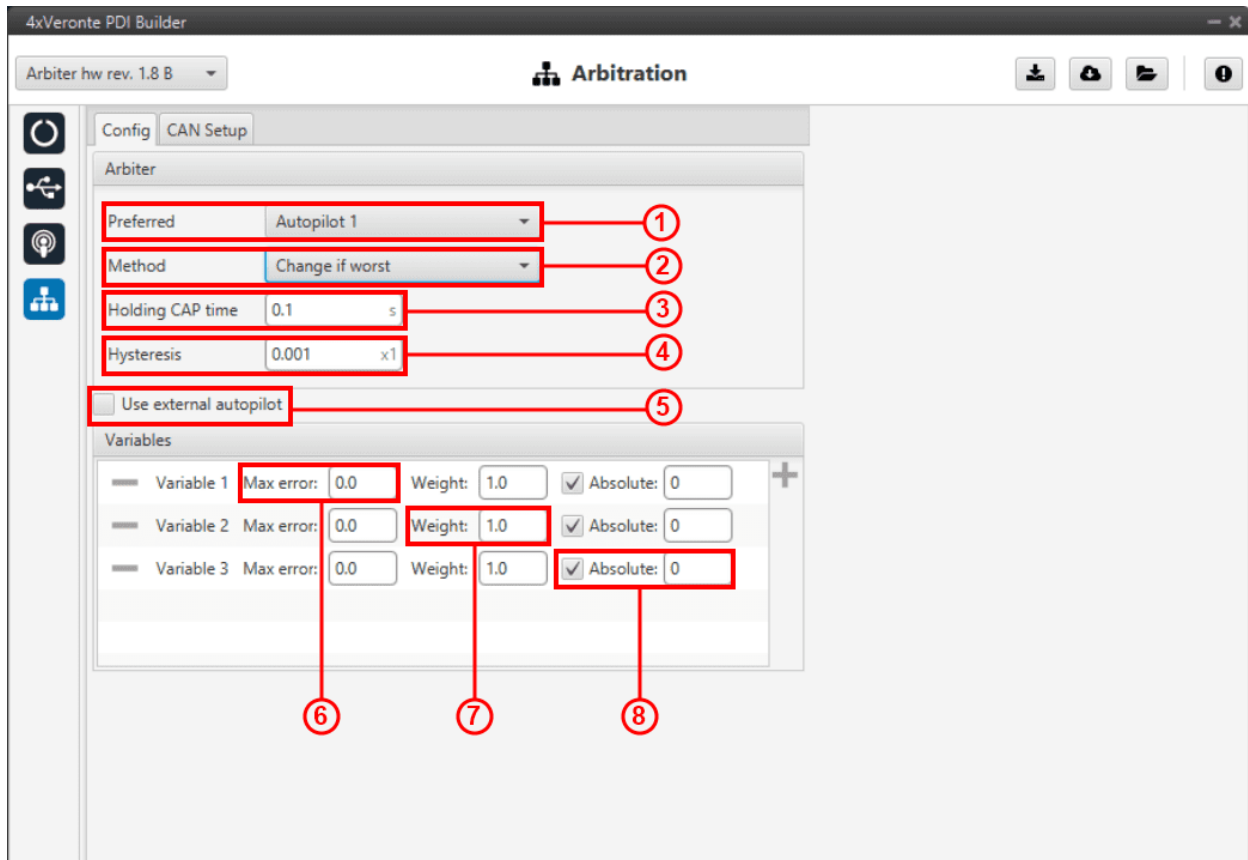 4xVeronte PDI Builder
Arbiter hw rev. 1.8 B
Arbitration
Config CAN Setup
Arbiter
Preferred Autopilot 1 1
Method Change if worst 2
Holding CAP time 0.1 s 3
Hysteresis 0.001 x1 4
Use external autopilot 5
Variables
Variable 1 Max error: 0.0 Weight: 1.0 Absolute: 0
Variable 2 Max error: 0.0 Weight: 1.0 Absolute: 0
Variable 3 Max error: 0.0 Weight: 1.0 Absolute: 0
6 7 8